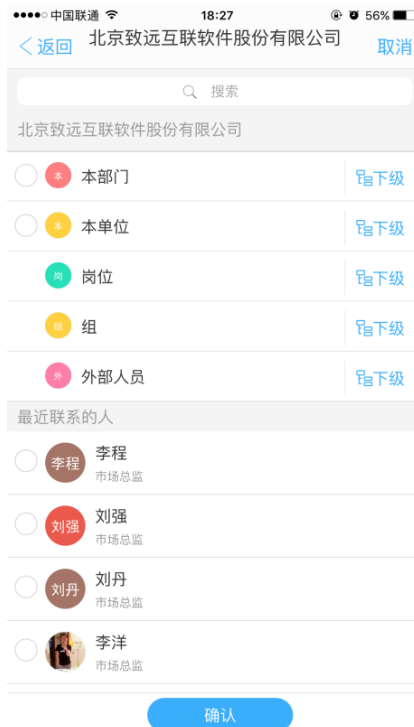 中国联通 18:27 56%
返回 北京致远互联软件股份有限公司 取消
搜索
北京致远互联软件股份有限公司
本 本部门 下级
本 本单位 下级
岗 岗位 下级
组 组 下级
外 外部人员 下级
最近联系的人
李程 李程
市场总监
刘强 刘强
市场总监
刘丹 刘丹
市场总监
李洋
市场总监
确认